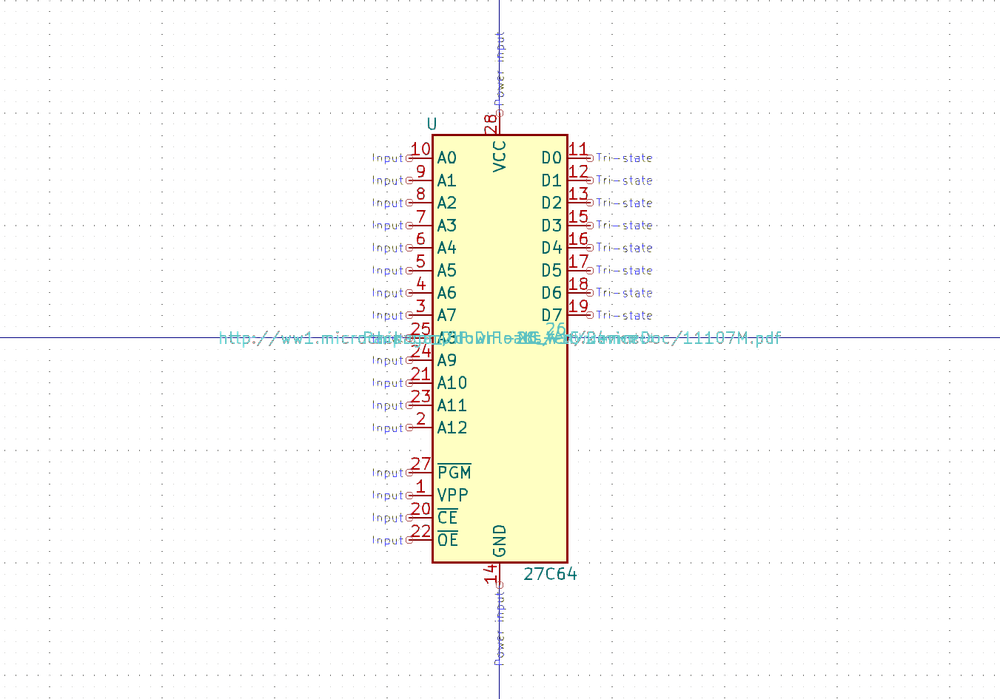 Power input
28
U
VCC
Input 10 A0 D0 11 Tri-state
Input 9 A1 D1 12 Tri-state
Input 8 A2 D2 13 Tri-state
Input 7 A3 D3 15 Tri-state
Input 6 A4 D4 16 Tri-state
Input 5 A5 D5 17 Tri-state
Input 4 A6 D6 18 Tri-state
Input 3 A7 D7 19 Tri-state
25 A8 26
http://ww1.microchip.com/downloads/en/DeviceDoc/11107M.pdf
Input 24 A9
Input 21 A10
Input 23 A11
Input 2 A12
Input 27 PGM
Input 1 VPP
Input 20 CE
Input 22 OE
GND
14
27C64
Power input